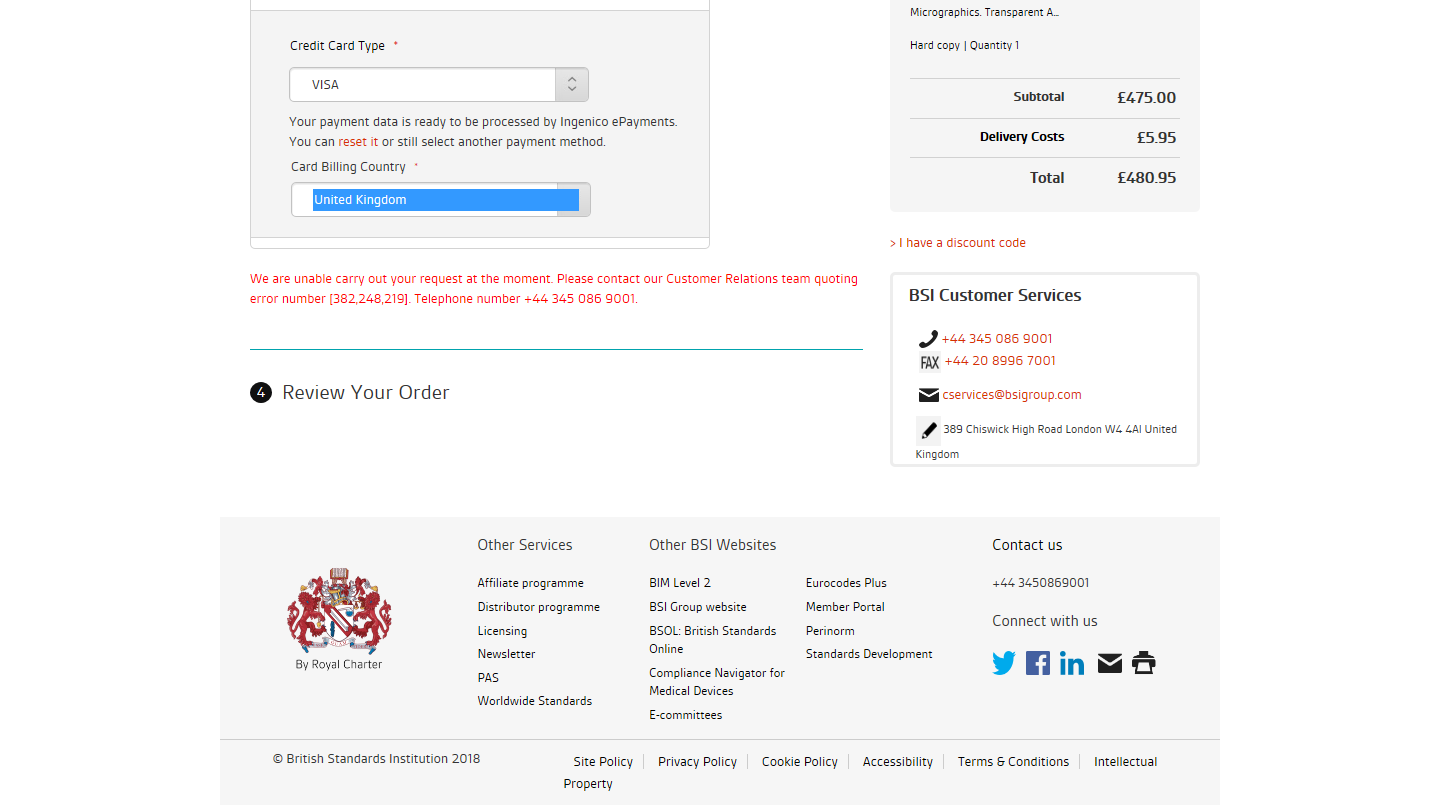 Credit Card Type *
VISA
Your payment data is ready to be processed by Ingenico ePayments.
You can reset it or still select another payment method.
Card Billing Country *
United Kingdom
We are unable carry out your request at the moment. Please contact our Customer Relations team quoting
error number [382,248,219]. Telephone number +44 345 086 9001.
4 Review Your Order
Micrographics. Transparent A...
Hard copy | Quantity 1
Subtotal £475.00
Delivery Costs £5.95
Total £480.95
> I have a discount code
BSI Customer Services
+44 345 086 9001
FAX +44 20 8996 7001
cservices@bsigroup.com
389 Chiswick High Road London W4 4Al United
Kingdom
By Royal Charter
Other Services
Affiliate programme
Distributor programme
Licensing
Newsletter
PAS
Worldwide Standards
Other BSI Websites
BIM Level 2
BSI Group website
BSOL: British Standards
Online
Compliance Navigator for
Medical Devices
E-committees
Eurocodes Plus
Member Portal
Perinorm
Standards Development
Contact us
+44 3450869001
Connect with us
© British Standards Institution 2018
Site Policy | Privacy Policy | Cookie Policy | Accessibility | Terms & Conditions | Intellectual
Property